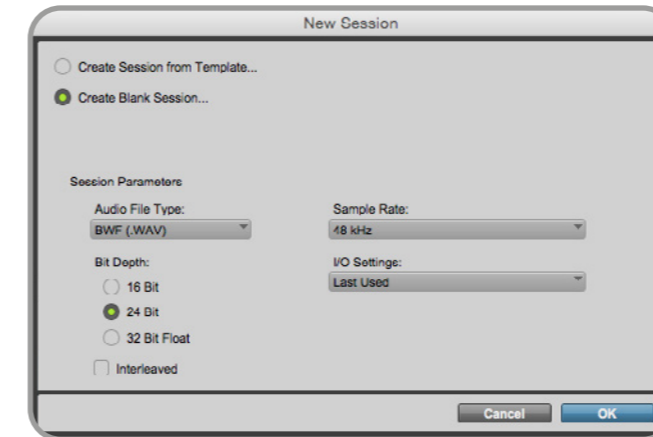 New Session
Create Session from Template...
Create Blank Session...
Session Parameters
Audio File Type:
BWF (.WAV)
Sample Rate:
48 kHz
Bit Depth:
16 Bit
24 Bit
32 Bit Float
Interleaved
I/O Settings:
Last Used
Cancel
OK